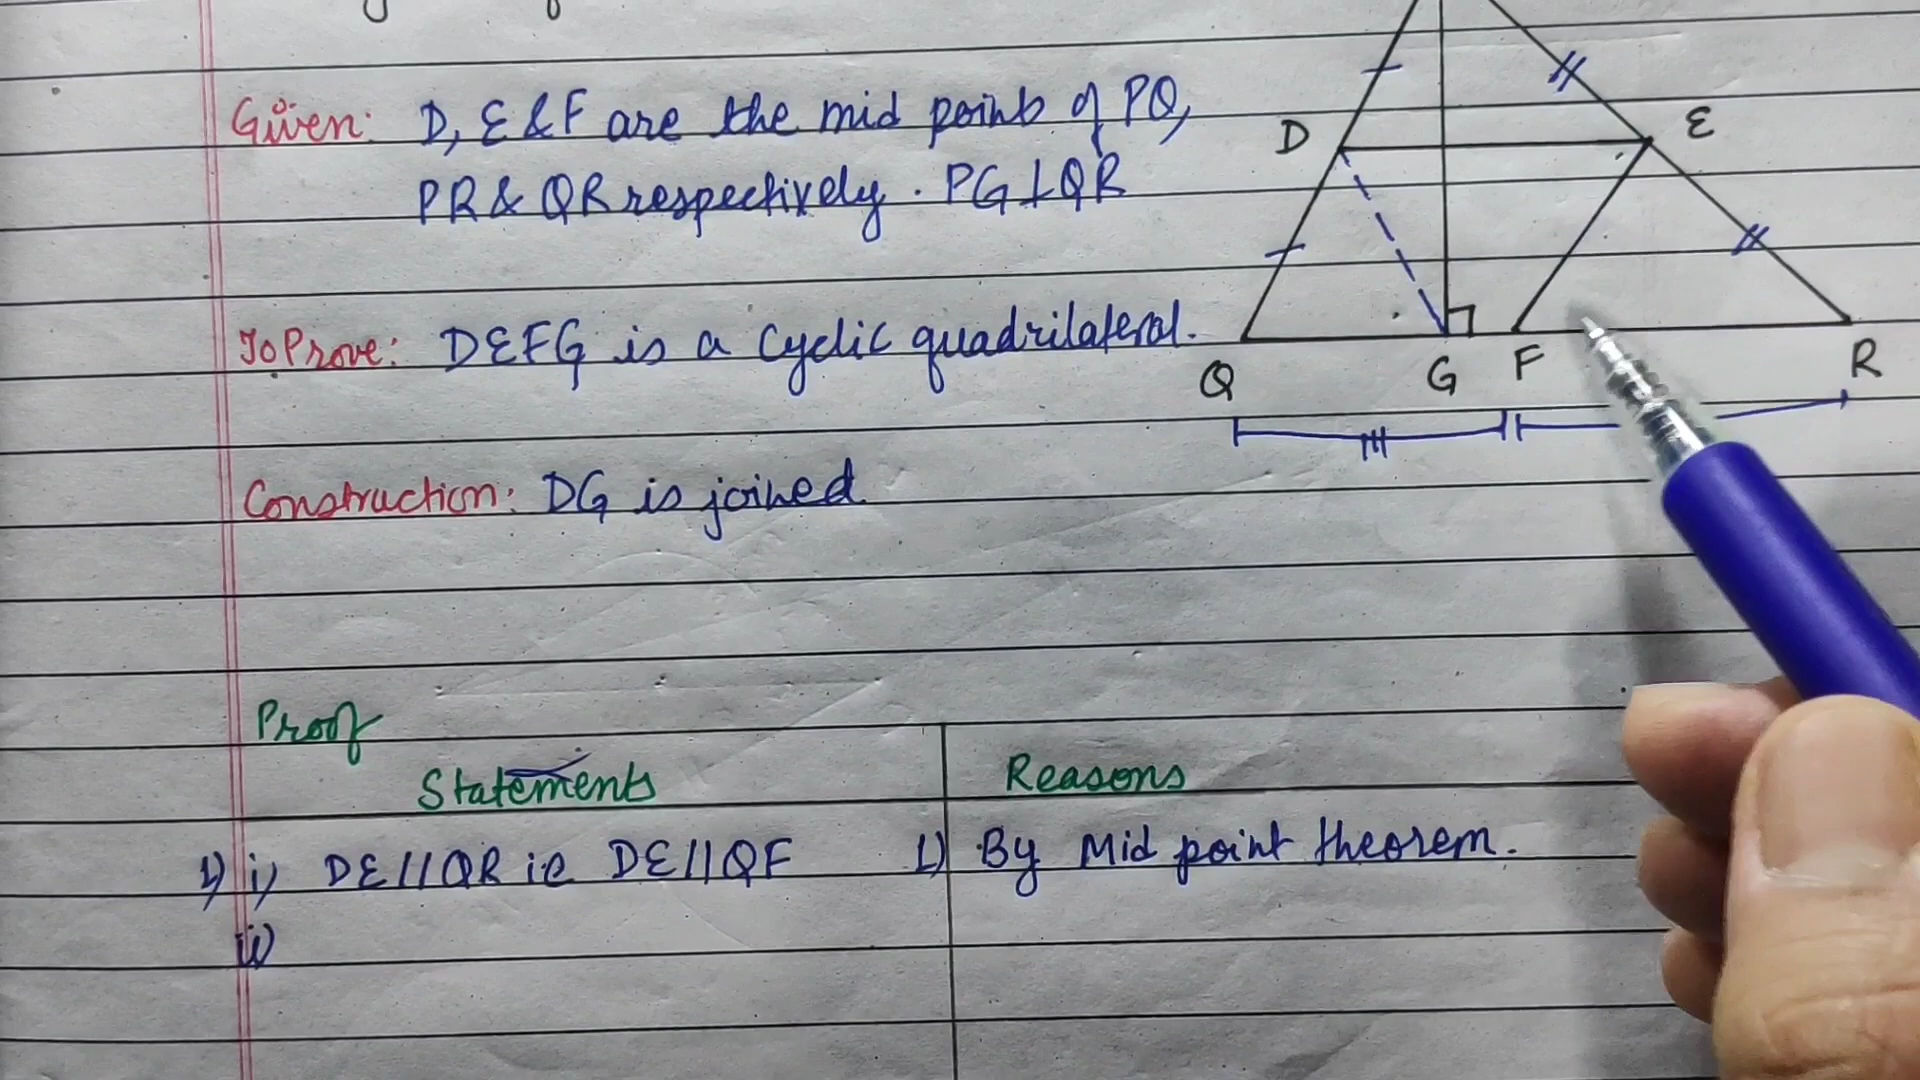 Given: D, E & F are the mid points of PQ,
PR & QR respectively. PG⊥QR
To Prove: DEFG is a Cyclic quadrilateral.
Construction: DG is joined.
D
E
Q
G
F
R
Proof
Statements
Reasons
1) i) DE//QR ie DE//QF
1) By Mid point theorem.
ii)